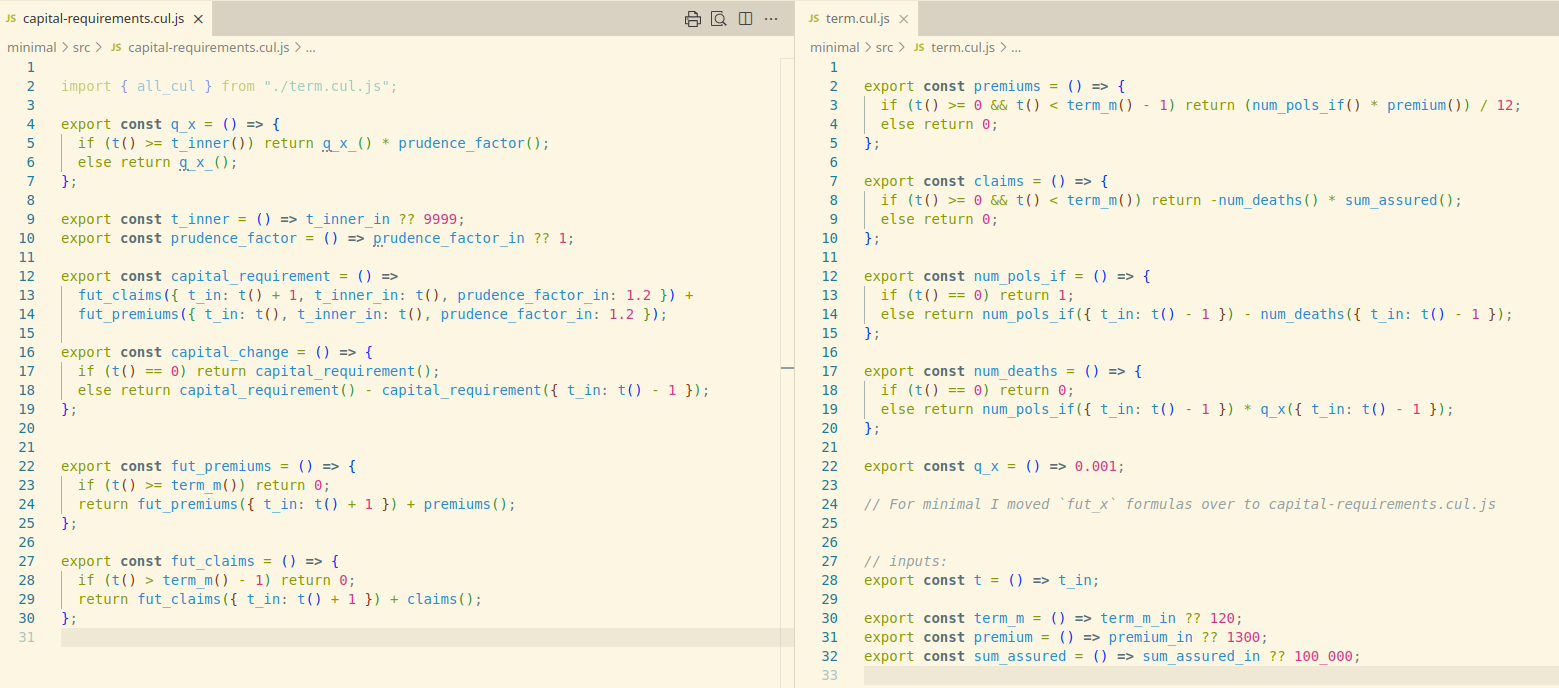 JS capital-requirements.cul.js ×
minimal > src > JS capital-requirements.cul.js > ...
1
2 import { all_cul } from "./term.cul.js";
3
4 export const q_x = () => {
5 if (t() >= t_inner()) return q_x_() * prudence_factor();
6 else return q_x_();
7 };
8
9 export const t_inner = () => t_inner_in ?? 9999;
10 export const prudence_factor = () => prudence_factor_in ?? 1;
11
12 export const capital_requirement = () =>
13 fut_claims({ t_in: t() + 1, t_inner_in: t(), prudence_factor_in: 1.2 }) +
14 fut_premiums({ t_in: t(), t_inner_in: t(), prudence_factor_in: 1.2 });
15
16 export const capital_change = () => {
17 if (t() == 0) return capital_requirement();
18 else return capital_requirement() - capital_requirement({ t_in: t() - 1 });
19 };
20
21
22 export const fut_premiums = () => {
23 if (t() >= term_m()) return 0;
24 return fut_premiums({ t_in: t() + 1 }) + premiums();
25 };
26
27 export const fut_claims = () => {
28 if (t() > term_m() - 1) return 0;
29 return fut_claims({ t_in: t() + 1 }) + claims();
30 };
31
JS term.cul.js ×
minimal > src > JS term.cul.js > ...
1
2 export const premiums = () => {
3 if (t() >= 0 && t() < term_m() - 1) return (num_pols_if() * premium()) / 12;
4 else return 0;
5 };
6
7 export const claims = () => {
8 if (t() >= 0 && t() < term_m()) return -num_deaths() * sum_assured();
9 else return 0;
10 };
11
12 export const num_pols_if = () => {
13 if (t() == 0) return 1;
14 else return num_pols_if({ t_in: t() - 1 }) - num_deaths({ t_in: t() - 1 });
15 };
16
17 export const num_deaths = () => {
18 if (t() == 0) return 0;
19 else return num_pols_if({ t_in: t() - 1 }) * q_x({ t_in: t() - 1 });
20 };
21
22 export const q_x = () => 0.001;
23
24 // For minimal I moved `fut_x` formulas over to capital-requirements.cul.js
25
26
27 // inputs:
28 export const t = () => t_in;
29
30 export const term_m = () => term_m_in ?? 120;
31 export const premium = () => premium_in ?? 1300;
32 export const sum_assured = () => sum_assured_in ?? 100_000;
33